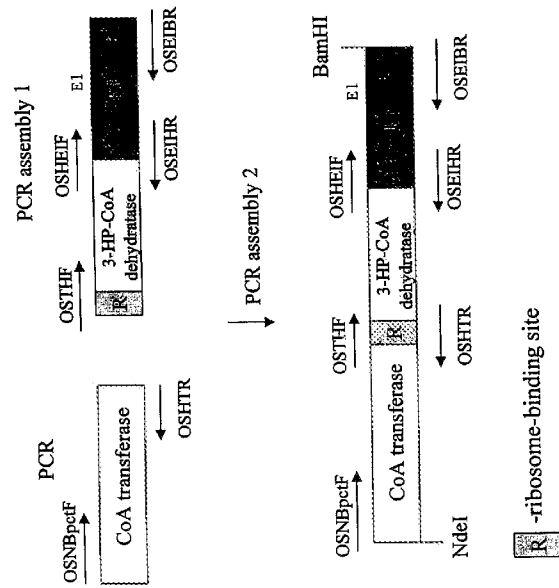 PCR
PCR assembly 1
OSNBpctF
OSTHF
OSHEIF
E1
CoA transferase
R
3-HP-CoA
dehydratase
OSHTR
OSEIHR
OSEIBR
PCR assembly 2
BamHI
OSNBpctF
OSTHF
OSHEIF
E1
CoA transferase
R
3-HP-CoA
dehydratase
NdeI
OSHTR
OSEIHR
OSEIBR
R -ribosome-binding site